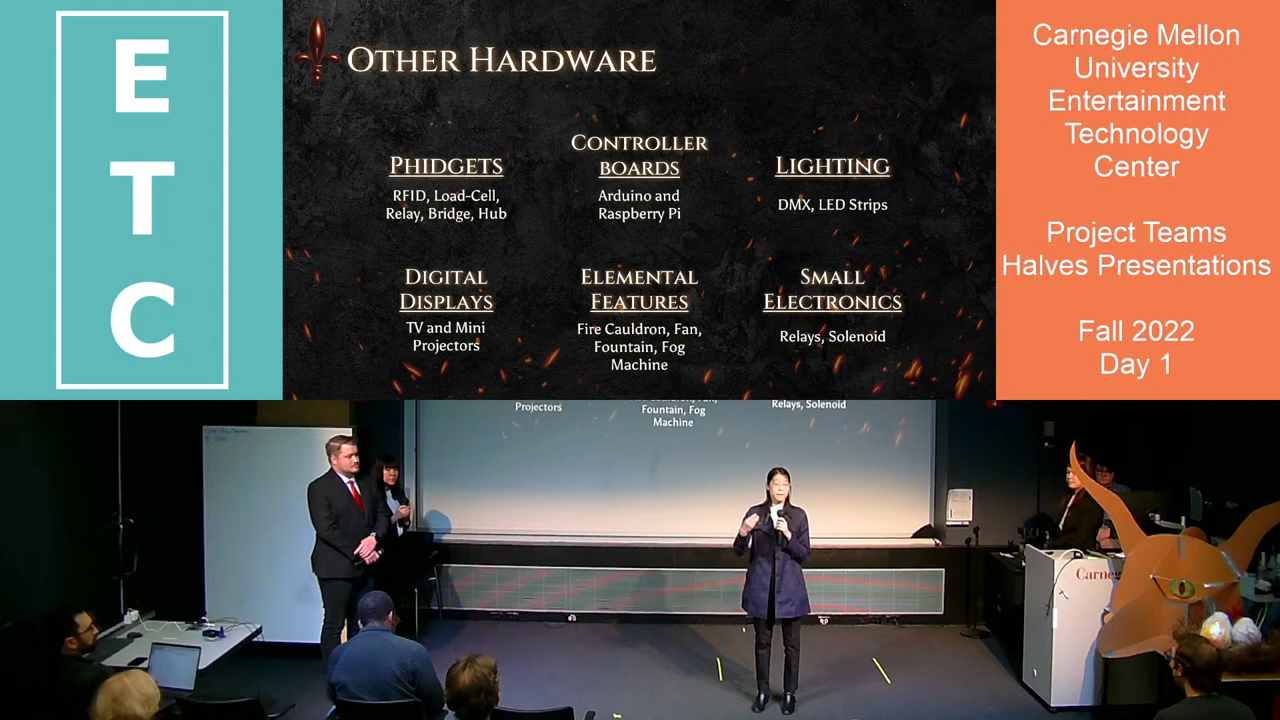 E
T
C
OTHER HARDWARE
PHIDGETS
RFID, Load-Cell,
Relay, Bridge, Hub
CONTROLLER
BOARDS
Arduino and
Raspberry Pi
LIGHTING
DMX, LED Strips
DIGITAL
DISPLAYS
TV and Mini
Projectors
ELEMENTAL
FEATURES
Fire Cauldron, Fan,
Fountain, Fog
Machine
SMALL
ELECTRONICS
Relays, Solenoid
Carnegie Mellon
University
Entertainment
Technology
Center
Project Teams
Halves Presentations
Fall 2022
Day 1
Projectors
Fountain, Fog
Machine
Relays, Solenoid
Carne